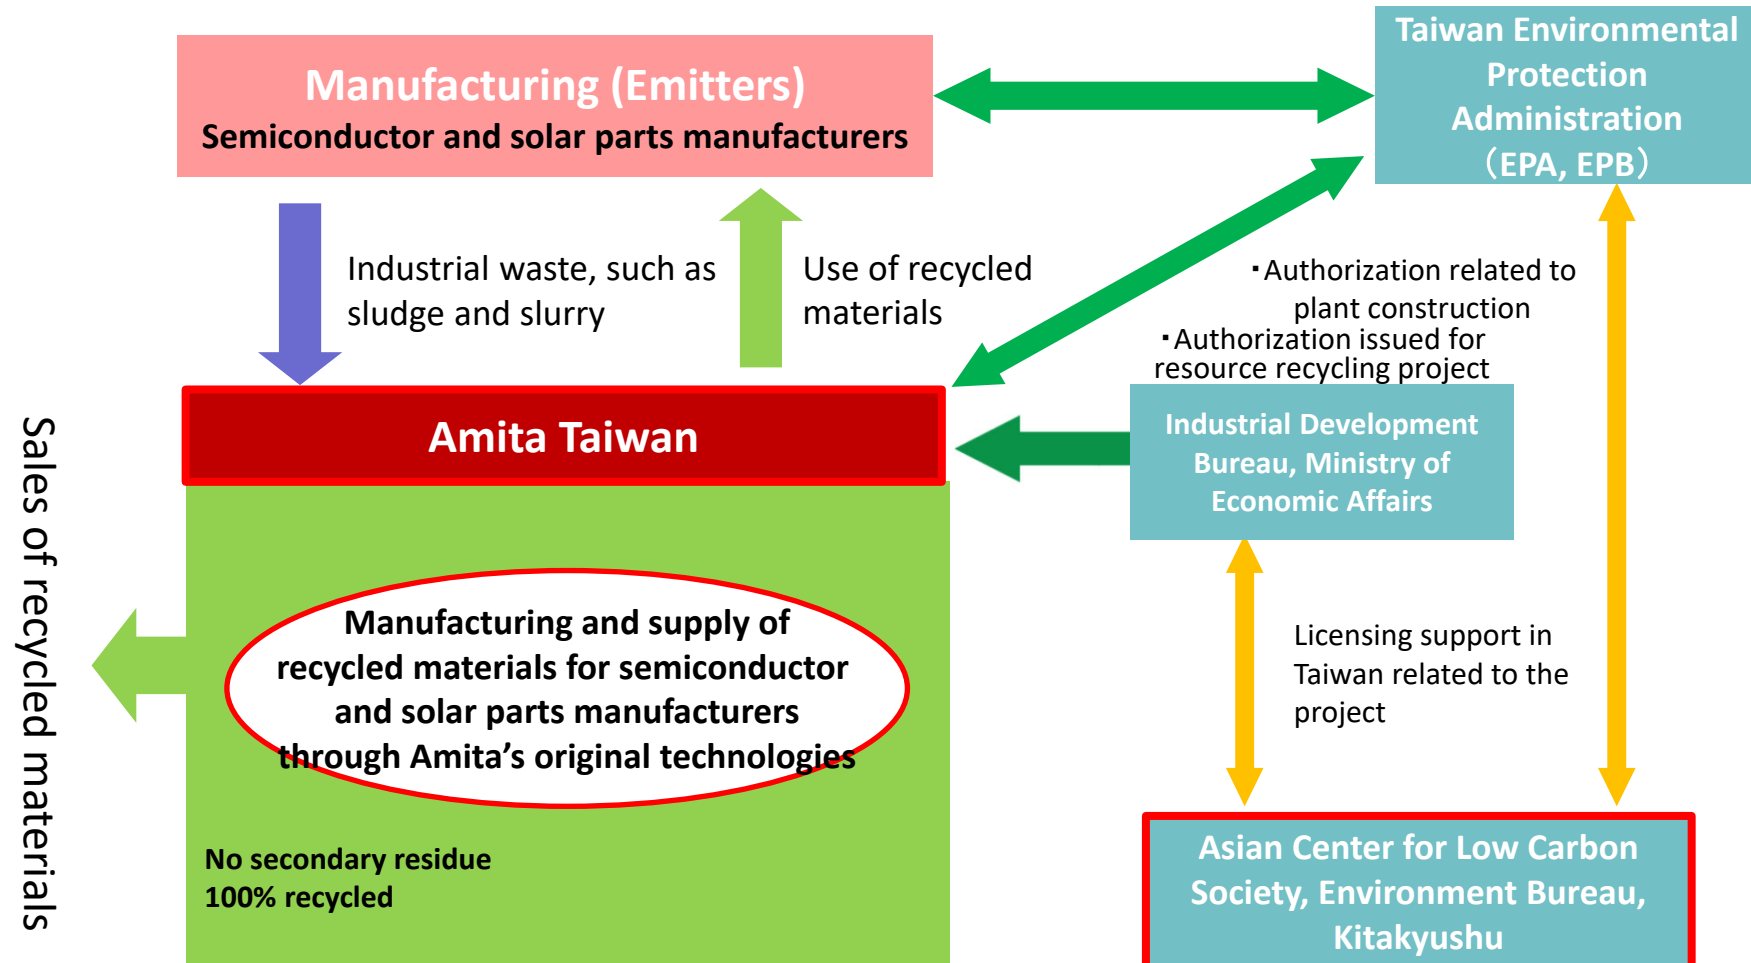 Manufacturing (Emitters)
Semiconductor and solar parts manufacturers
Taiwan Environmental
Protection
Administration
（EPA, EPB）
Industrial waste, such as
sludge and slurry
Use of recycled
materials
・Authorization related to
plant construction
・Authorization issued for
resource recycling project
Amita Taiwan
Industrial Development
Bureau, Ministry of
Economic Affairs
Sales of recycled materials
Manufacturing and supply of
recycled materials for semiconductor
and solar parts manufacturers
through Amita’s original technologies
Licensing support in
Taiwan related to the
project
No secondary residue
100% recycled
Asian Center for Low Carbon
Society, Environment Bureau,
Kitakyushu